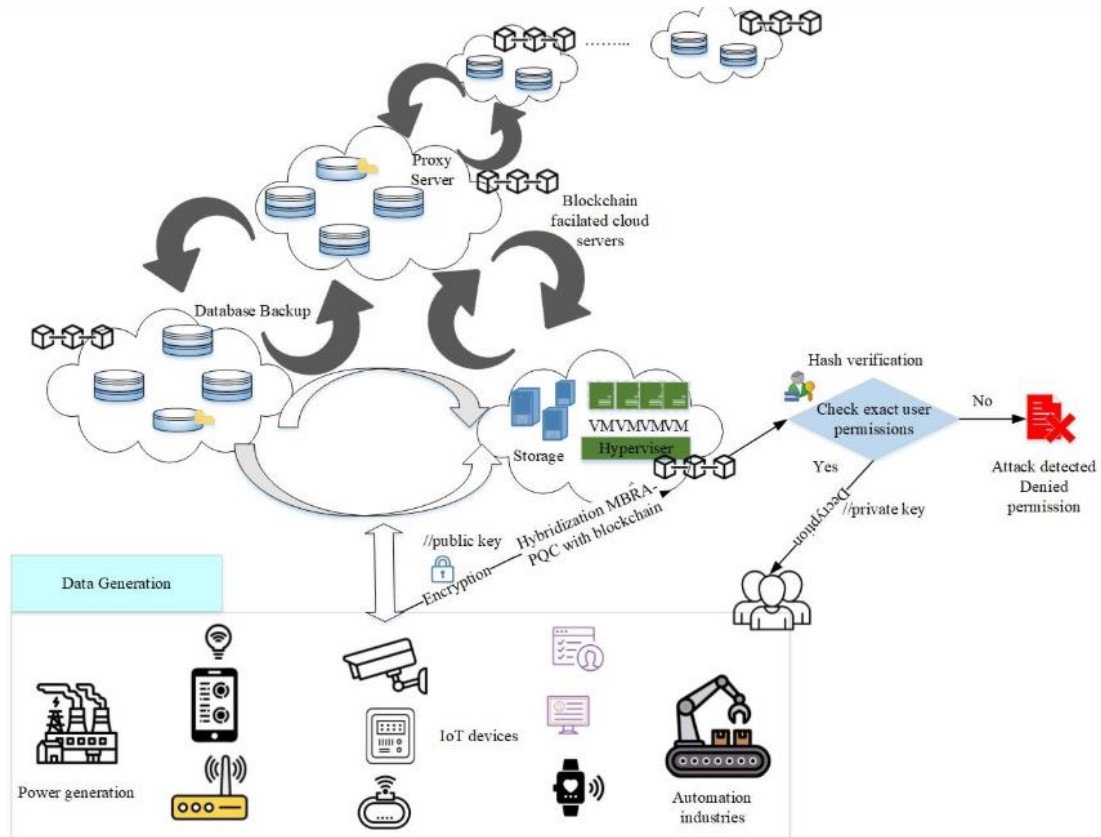 .........
Proxy
Server
Blockchain
facilated cloud
servers
Database Backup
Hash verification
Check exact user
permissions
No
Yes
Attack detected
Denied
permission
VMVMVMVM
Hyperviser
Storage
Hybridization MBRA-
PQC with blockchain
//public key
Encryption
Decryption
//private key
Data Generation
Power generation
IoT devices
Automation
industries